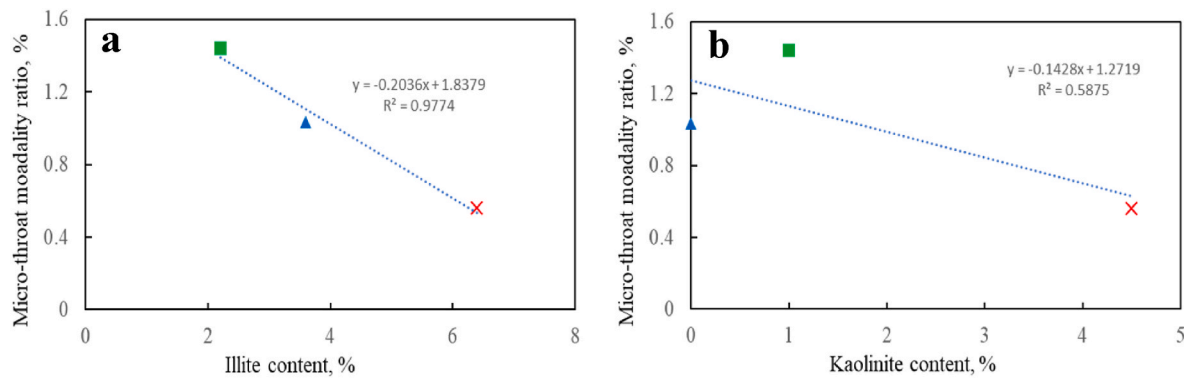 a
Micro-throat moadality ratio, %
1.6
1.2
0.8
0.4
0
y = -0.2036x + 1.8379
R² = 0.9774
0 2 4 6 8
Illite content, %
b
Micro-throat moadality ratio, %
1.6
1.2
0.8
0.4
0
y = -0.1428x + 1.2719
R² = 0.5875
0 1 2 3 4 5
Kaolinite content, %